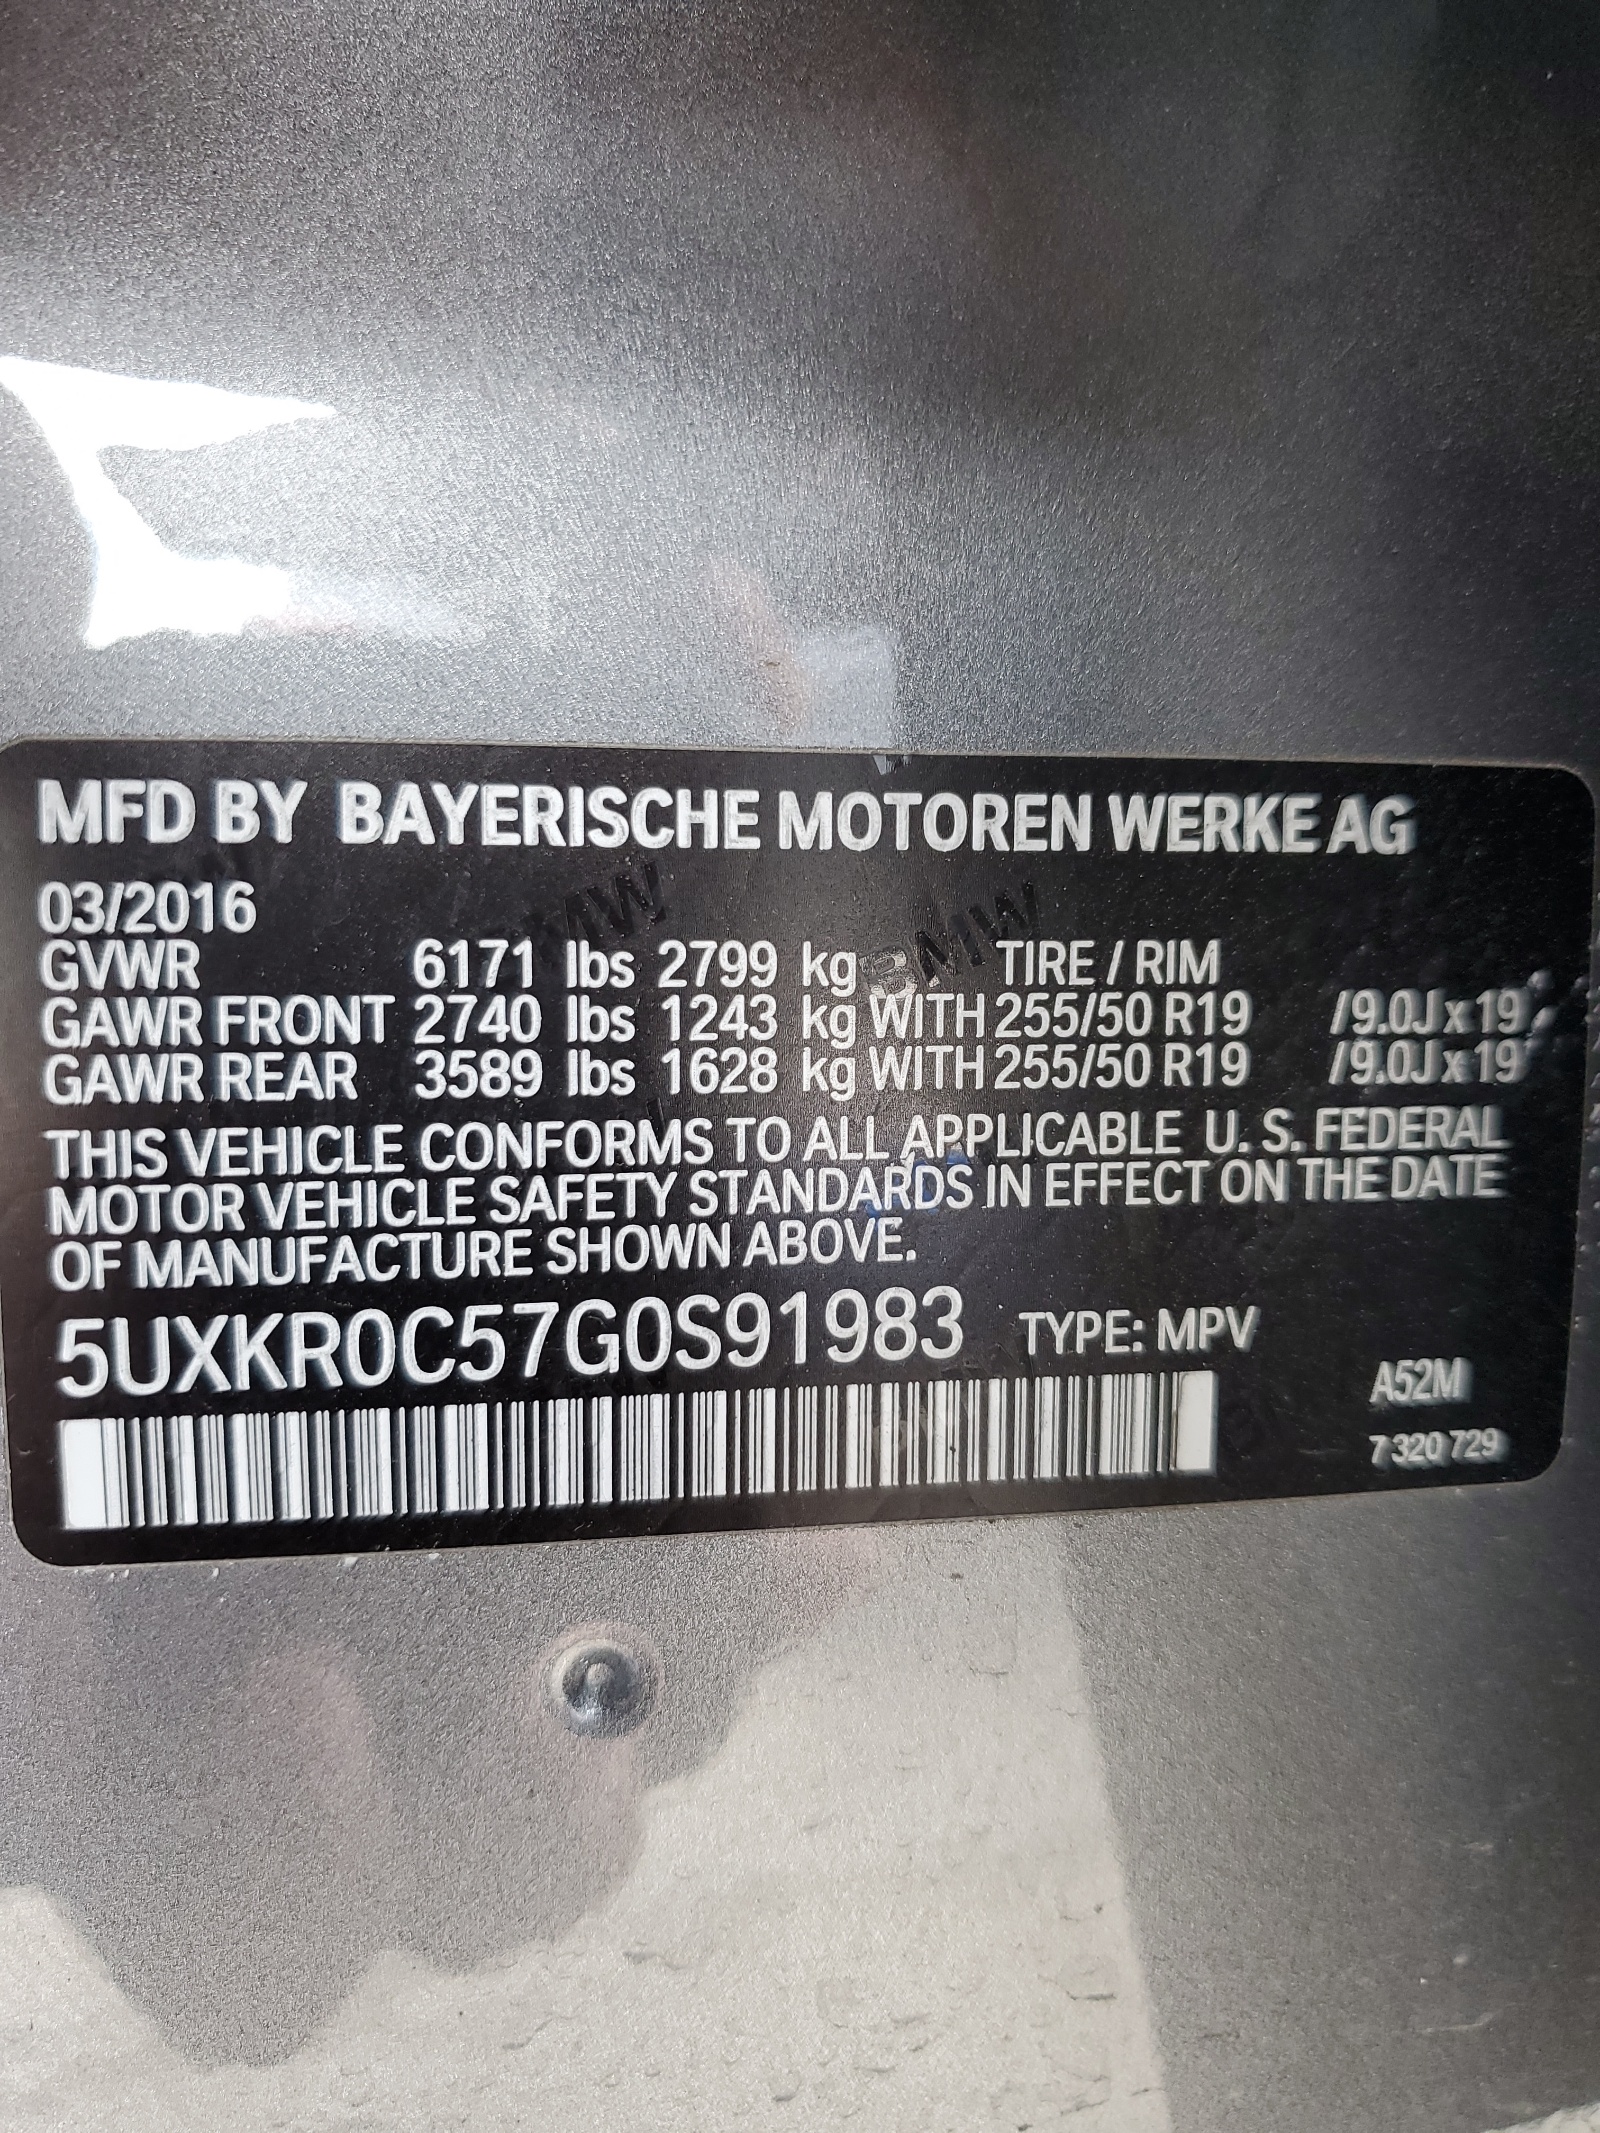 MFD BY BAYERISCHE MOTOREN WERKE AG
03/2016
GVWR 6171 lbs 2799 kg TIRE / RIM
GAWR FRONT 2740 lbs 1243 kg WITH 255/50 R19 /9.0J x 19"
GAWR REAR 3589 lbs 1628 kg WITH 255/50 R19 /9.0J x 19"
THIS VEHICLE CONFORMS TO ALL APPLICABLE U. S. FEDERAL
MOTOR VEHICLE SAFETY STANDARDS IN EFFECT ON THE DATE
OF MANUFACTURE SHOWN ABOVE.
5UXKR0C57G0S91983 TYPE: MPV
A52M
7 320 729
BMW
BMW